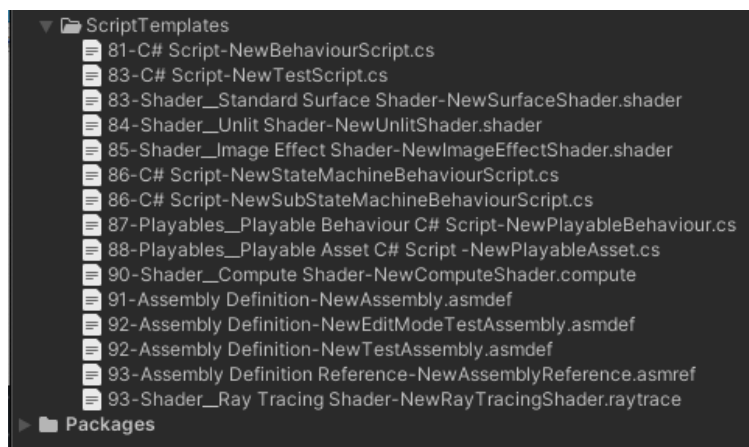 ScriptTemplates
81-C# Script-NewBehaviourScript.cs
83-C# Script-NewTestScript.cs
83-Shader__Standard Surface Shader-NewSurfaceShader.shader
84-Shader__Unlit Shader-NewUnlitShader.shader
85-Shader__Image Effect Shader-NewImageEffectShader.shader
86-C# Script-NewStateMachineBehaviourScript.cs
86-C# Script-NewSubStateMachineBehaviourScript.cs
87-Playables__Playable Behaviour C# Script-NewPlayableBehaviour.cs
88-Playables__Playable Asset C# Script -NewPlayableAsset.cs
90-Shader__Compute Shader-NewComputeShader.compute
91-Assembly Definition-NewAssembly.asmdef
92-Assembly Definition-NewEditModeTestAssembly.asmdef
92-Assembly Definition-NewTestAssembly.asmdef
93-Assembly Definition Reference-NewAssemblyReference.asmref
93-Shader__Ray Tracing Shader-NewRayTracingShader.raytrace
Packages